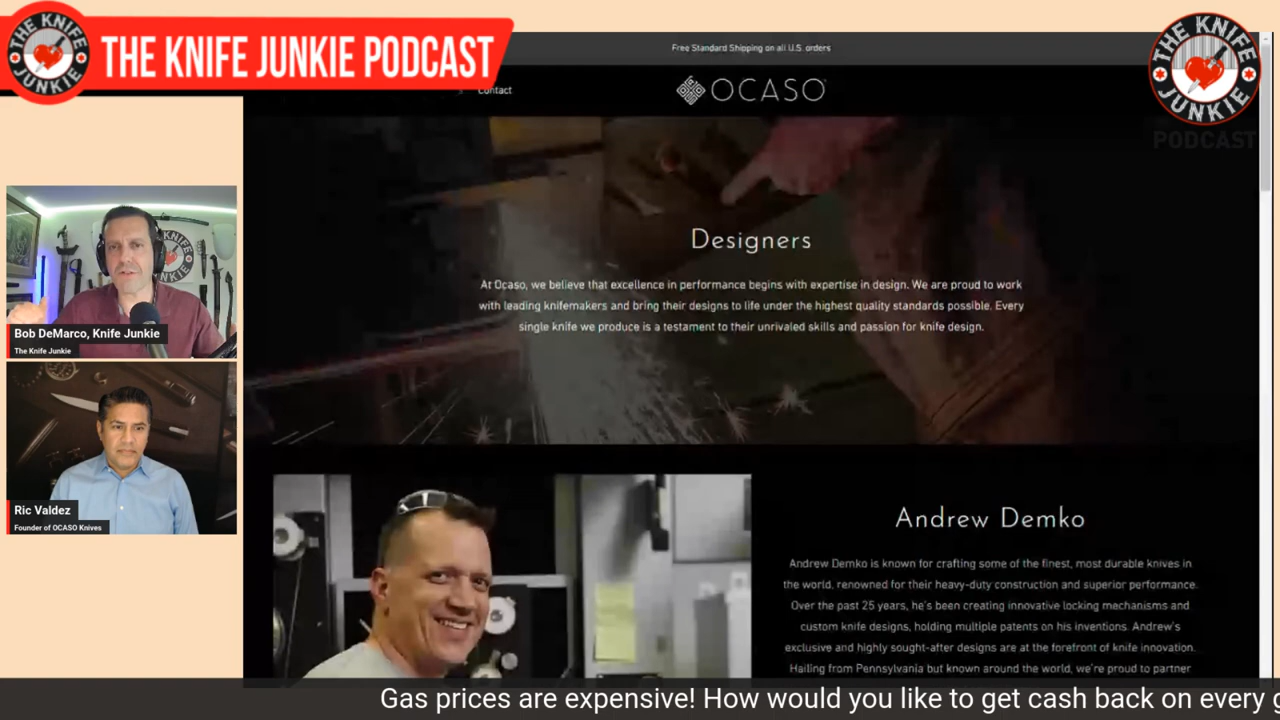 THE KNIFE JUNKIE
THE KNIFE JUNKIE PODCAST
Free Standard Shipping on all U.S. orders
THE KNIFE JUNKIE
PODCAST
Contact
OCASO
Designers
At Ocaso, we believe that excellence in performance begins with expertise in design. We are proud to work
with leading knifemakers and bring their designs to life under the highest quality standards possible. Every
single knife we produce is a testament to their unrivaled skills and passion for knife design.
KNIFE
JUNKIE
Bob DeMarco, Knife Junkie
The Knife Junkie
Ric Valdez
Founder of OCASO Knives
Andrew Demko
Andrew Demko is known for crafting some of the finest, most durable knives in
the world, renowned for their heavy-duty construction and superior performance.
Over the past 25 years, he's been creating innovative locking mechanisms and
custom knife designs, holding multiple patents on his inventions. Andrew's
exclusive and highly sought-after designs are at the forefront of knife innovation.
Hailing from Pennsylvania but known around the world, we're proud to partner
Gas prices are expensive! How would you like to get cash back on every g